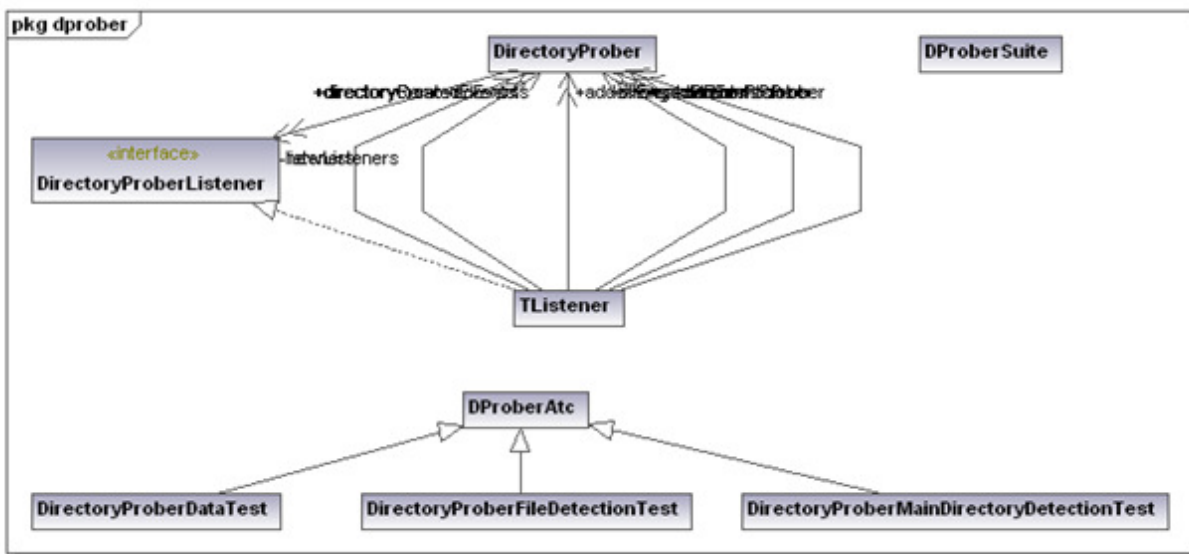 pkg dprober
DirectoryProber
DProberSuite
«interface»
DirectoryProberListener
TListener
DProberAtc
DirectoryProberDataTest
DirectoryProberFileDetectionTest
DirectoryProberMainDirectoryDetectionTest